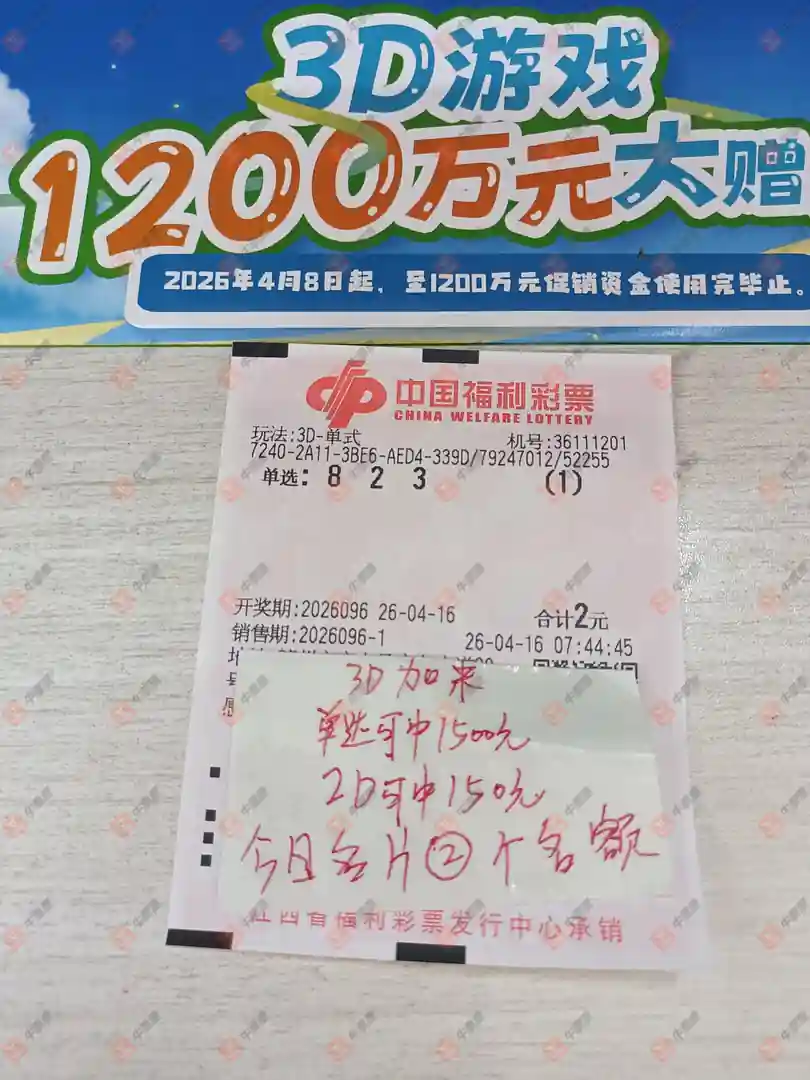 3D游戏
1200万元大赠
2026年4月8日起，至1200万元促销资金使用完毕止。
中国福利彩票
CHINA WELFARE LOTTERY
玩法:3D-单式 机号:36111201
7240-2A11-3BE6-AED4-339D/79247012/52255
单选: 8 2 3 (1)
开奖期:2026096 26-04-16 合计2元
销售期:2026096-1 26-04-16 07:44:45
3D加来
单选可中1500元
2D可中150元
今日名片②个名额
江西省福利彩票发行中心承销